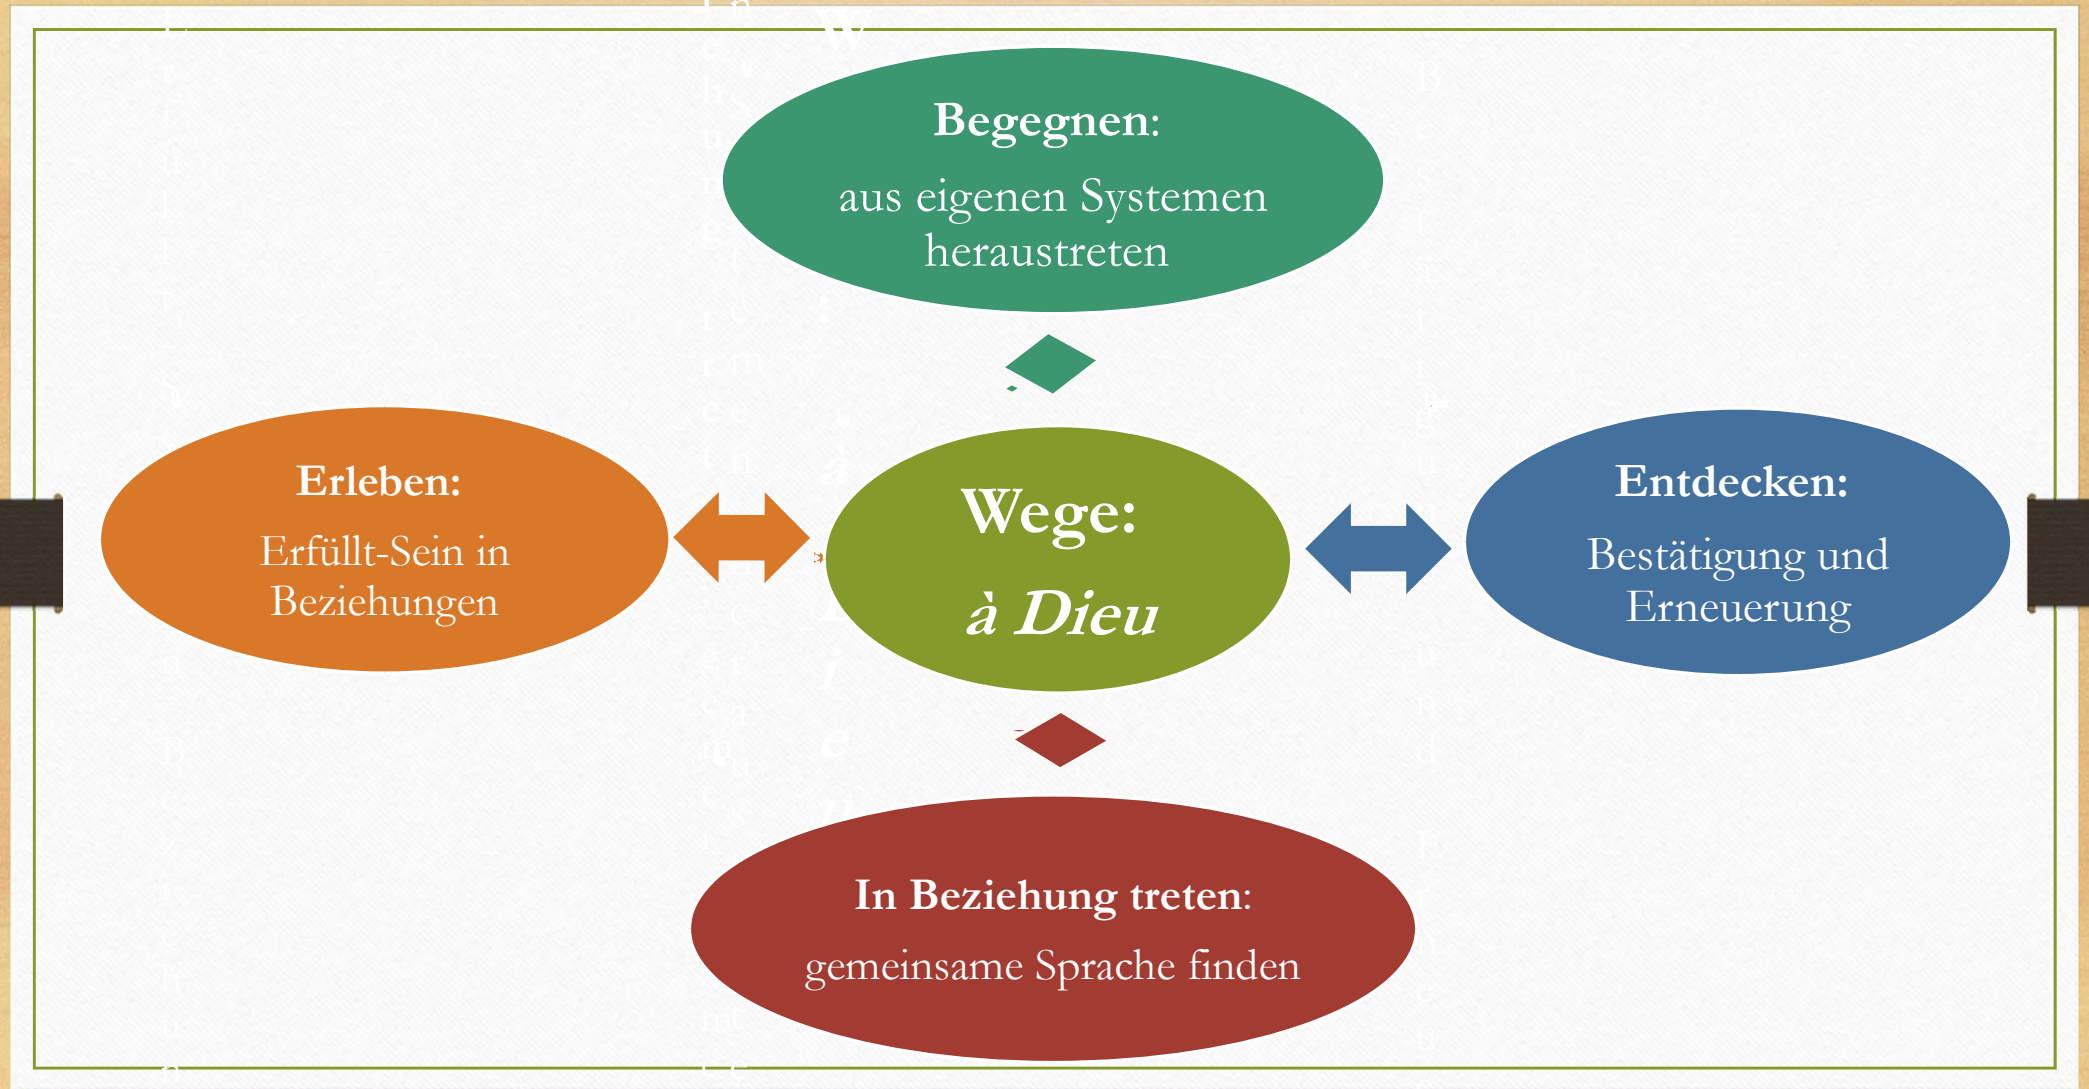 Begegnen:
aus eigenen Systemen
heraustreten
Erleben:
Erfüllt-Sein in
Beziehungen
Wege:
à Dieu
Entdecken:
Bestätigung und
Erneuerung
In Beziehung treten:
gemeinsame Sprache finden